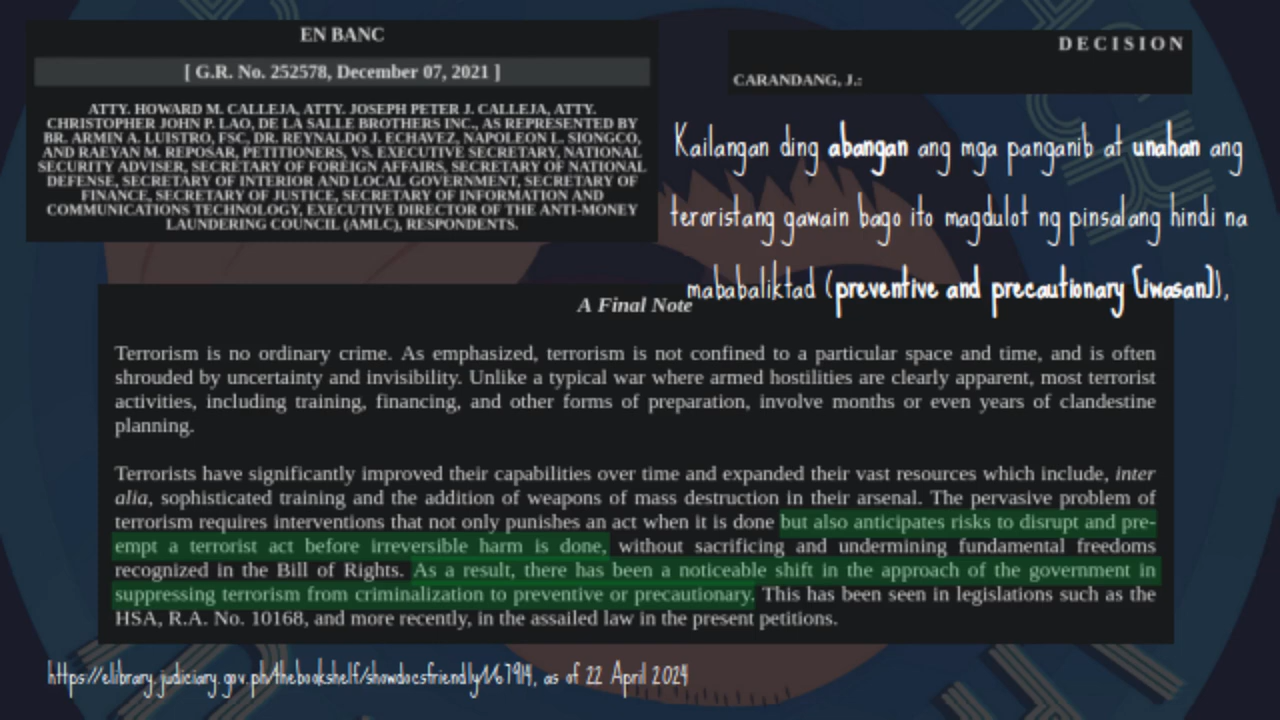 EN BANC
[ G.R. No. 252578, December 07, 2021 ]
ATTY. HOWARD M. CALLEJA, ATTY. JOSEPH PETER J. CALLEJA, ATTY.
CHRISTOPHER JOHN P. LAO, DE LA SALLE BROTHERS INC., AS REPRESENTED BY
BR. ARMIN A. LUISTRO, FSC, DR. REYNALDO J. ECHAVEZ, NAPOLEON L. SIONGCO,
AND RAEYAN M. REPOSAR, PETITIONERS, VS. EXECUTIVE SECRETARY, NATIONAL
SECURITY ADVISER, SECRETARY OF FOREIGN AFFAIRS, SECRETARY OF NATIONAL
DEFENSE, SECRETARY OF INTERIOR AND LOCAL GOVERNMENT, SECRETARY OF
FINANCE, SECRETARY OF JUSTICE, SECRETARY OF INFORMATION AND
COMMUNICATIONS TECHNOLOGY, EXECUTIVE DIRECTOR OF THE ANTI-MONEY
LAUNDERING COUNCIL (AMLC), RESPONDENTS.
DECISION
CARANDANG, J.:
Kailangan ding abangan ang mga panganib at unahan ang
teroristang gawain bago ito magdulot ng pinsalang hindi na
mababaliktad (preventive and precautionary [iwasan]),
A Final Note
Terrorism is no ordinary crime. As emphasized, terrorism is not confined to a particular space and time, and is often
shrouded by uncertainty and invisibility. Unlike a typical war where armed hostilities are clearly apparent, most terrorist
activities, including training, financing, and other forms of preparation, involve months or even years of clandestine
planning.
Terrorists have significantly improved their capabilities over time and expanded their vast resources which include, inter
alia, sophisticated training and the addition of weapons of mass destruction in their arsenal. The pervasive problem of
terrorism requires interventions that not only punishes an act when it is done but also anticipates risks to disrupt and pre-
empt a terrorist act before irreversible harm is done, without sacrificing and undermining fundamental freedoms
recognized in the Bill of Rights. As a result, there has been a noticeable shift in the approach of the government in
suppressing terrorism from criminalization to preventive or precautionary. This has been seen in legislations such as the
HSA, R.A. No. 10168, and more recently, in the assailed law in the present petitions.
https://elibrary.judiciary.gov.ph/thebookshelf/showdocsfriendly/1/67914, as of 22 April 2024